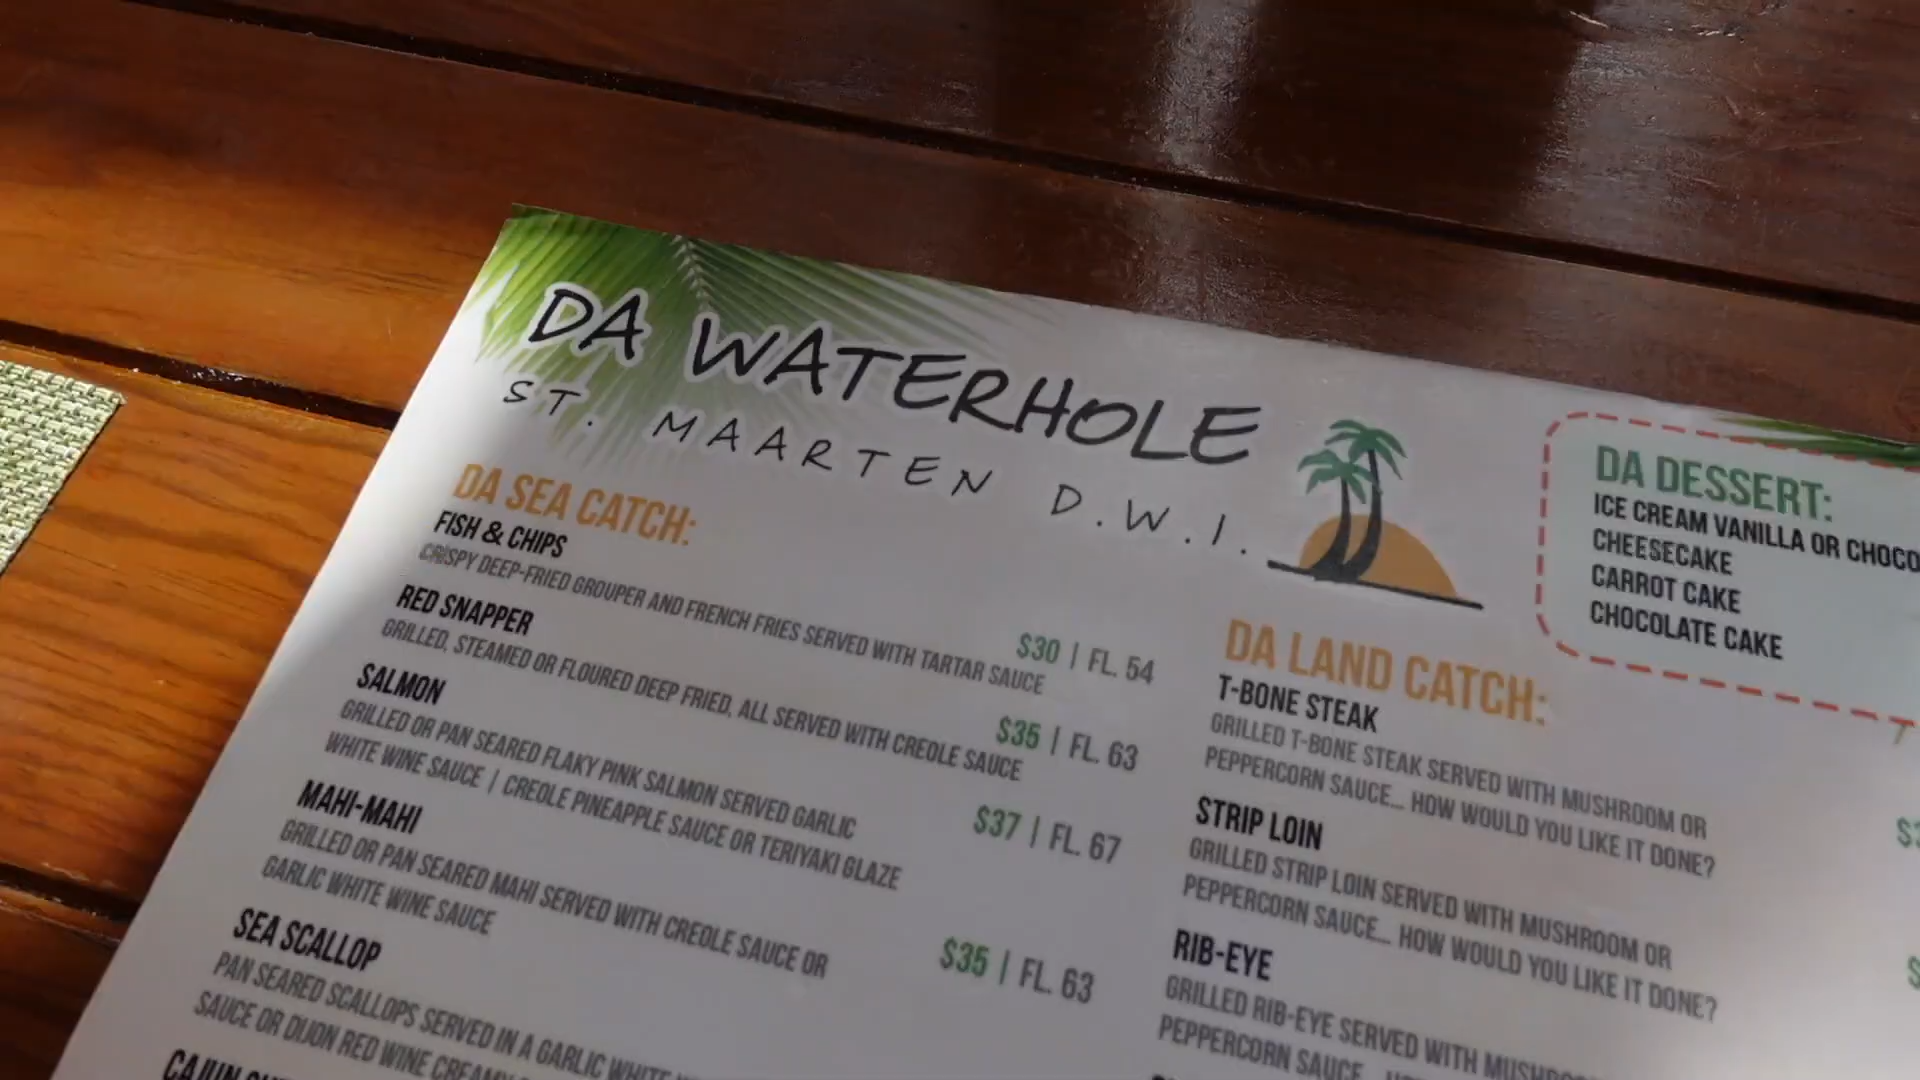 DA WATERHOLE
ST. MAARTEN D.W.I.
DA SEA CATCH:
FISH & CHIPS
CRISPY DEEP-FRIED GROUPER AND FRENCH FRIES SERVED WITH TARTAR SAUCE
$30 | FL. 54
RED SNAPPER
GRILLED, STEAMED OR FLOURED DEEP FRIED, ALL SERVED WITH CREOLE SAUCE
$35 | FL. 63
SALMON
GRILLED OR PAN SEARED FLAKY PINK SALMON SERVED GARLIC
WHITE WINE SAUCE | CREOLE PINEAPPLE SAUCE OR TERIYAKI GLAZE
$37 | FL. 67
MAHI-MAHI
GRILLED OR PAN SEARED MAHI SERVED WITH CREOLE SAUCE OR
GARLIC WHITE WINE SAUCE
$35 | FL. 63
SEA SCALLOP
PAN SEARED SCALLOPS SERVED IN A GARLIC WHITE
SAUCE OR DIJON RED WINE CREAMY
CAJUN
DA LAND CATCH:
T-BONE STEAK
GRILLED T-BONE STEAK SERVED WITH MUSHROOM OR
PEPPERCORN SAUCE... HOW WOULD YOU LIKE IT DONE?
STRIP LOIN
GRILLED STRIP LOIN SERVED WITH MUSHROOM OR
PEPPERCORN SAUCE... HOW WOULD YOU LIKE IT DONE?
RIB-EYE
GRILLED RIB-EYE SERVED WITH
PEPPERCORN SAUCE
DA DESSERT:
ICE CREAM VANILLA OR
CHEESECAKE
CARROT CAKE
CHOCOLATE CAKE